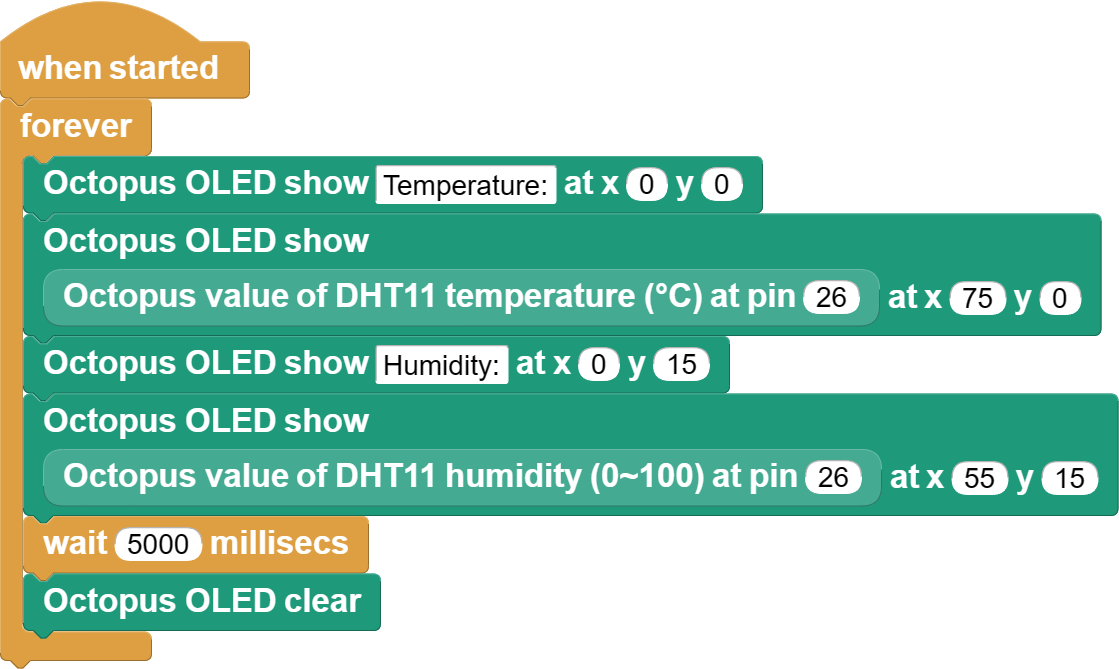 when started
forever
Octopus OLED show Temperature: at x 0 y 0
Octopus OLED show
Octopus value of DHT11 temperature (°C) at pin 26 at x 75 y 0
Octopus OLED show Humidity: at x 0 y 15
Octopus OLED show
Octopus value of DHT11 humidity (0~100) at pin 26 at x 55 y 15
wait 5000 millisecs
Octopus OLED clear